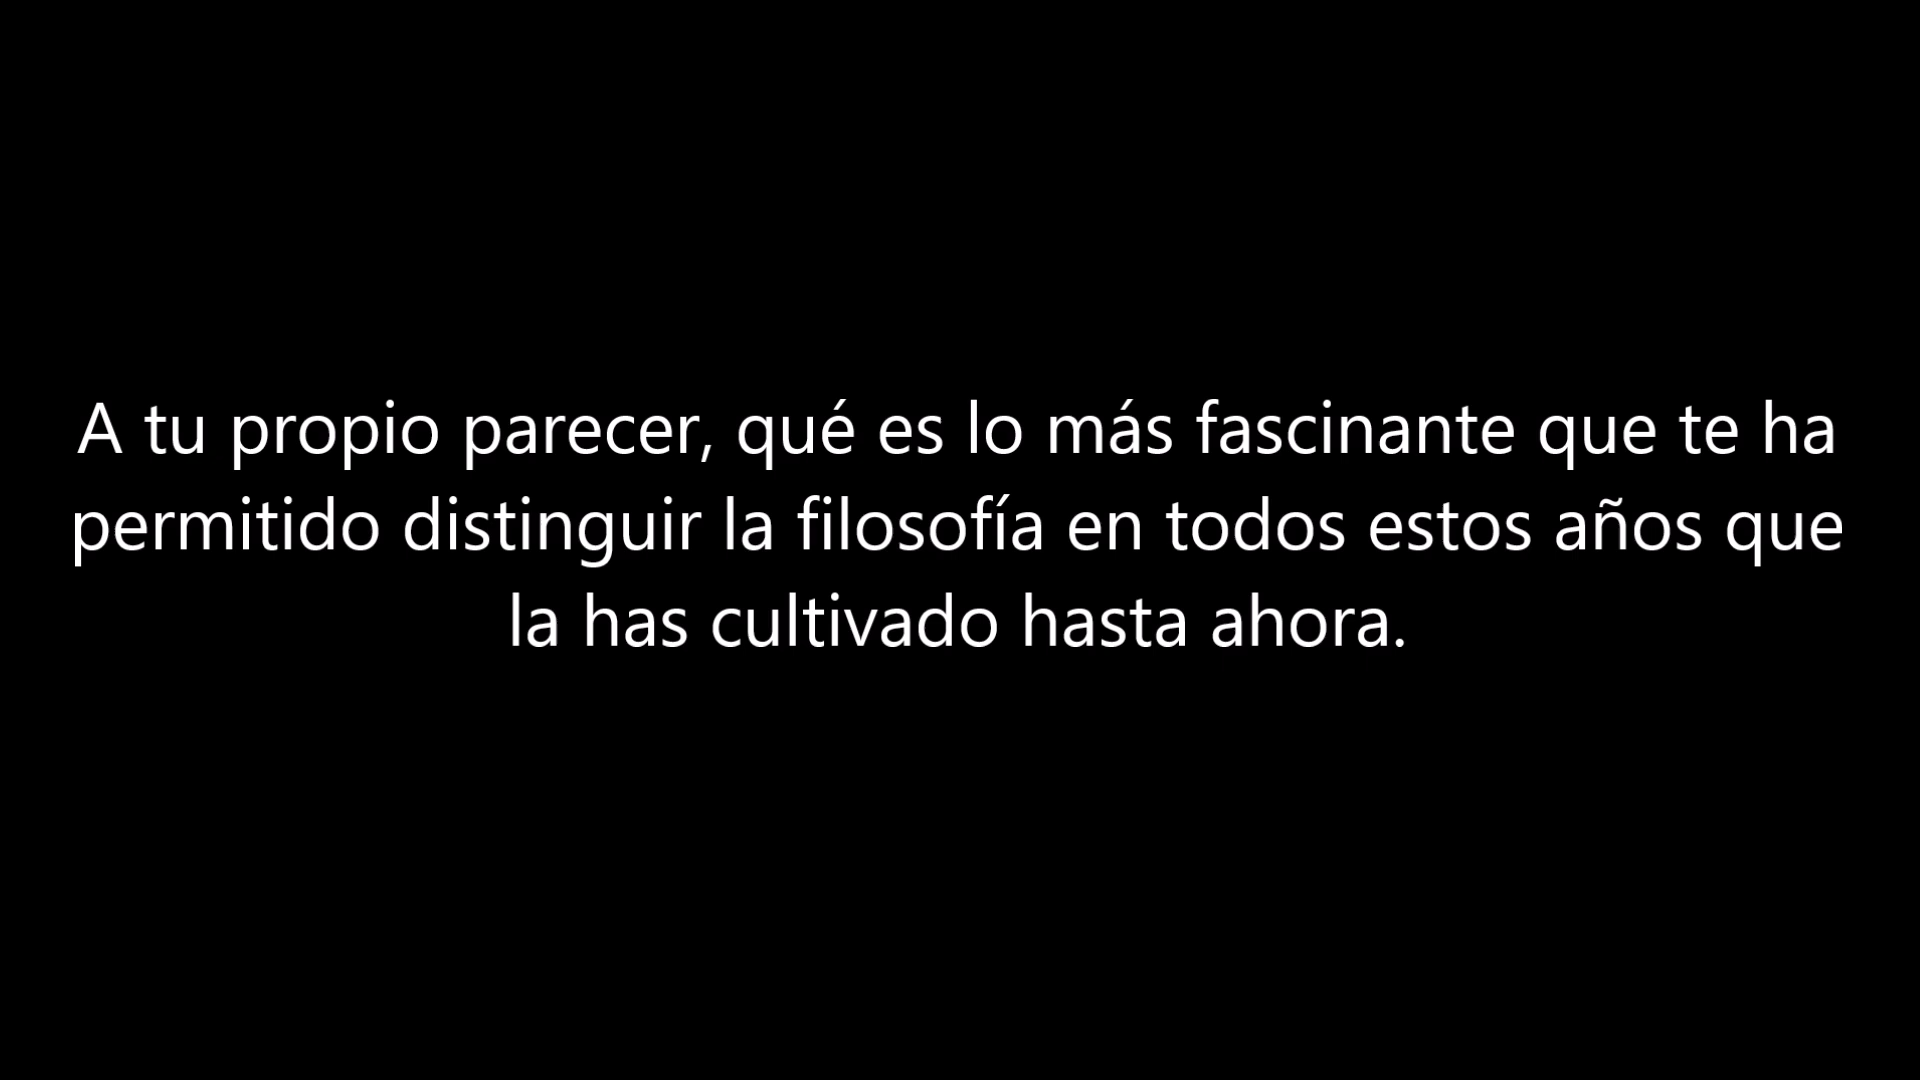 A tu propio parecer, qué es lo más fascinante que te ha
permitido distinguir la filosofía en todos estos años que
la has cultivado hasta ahora.